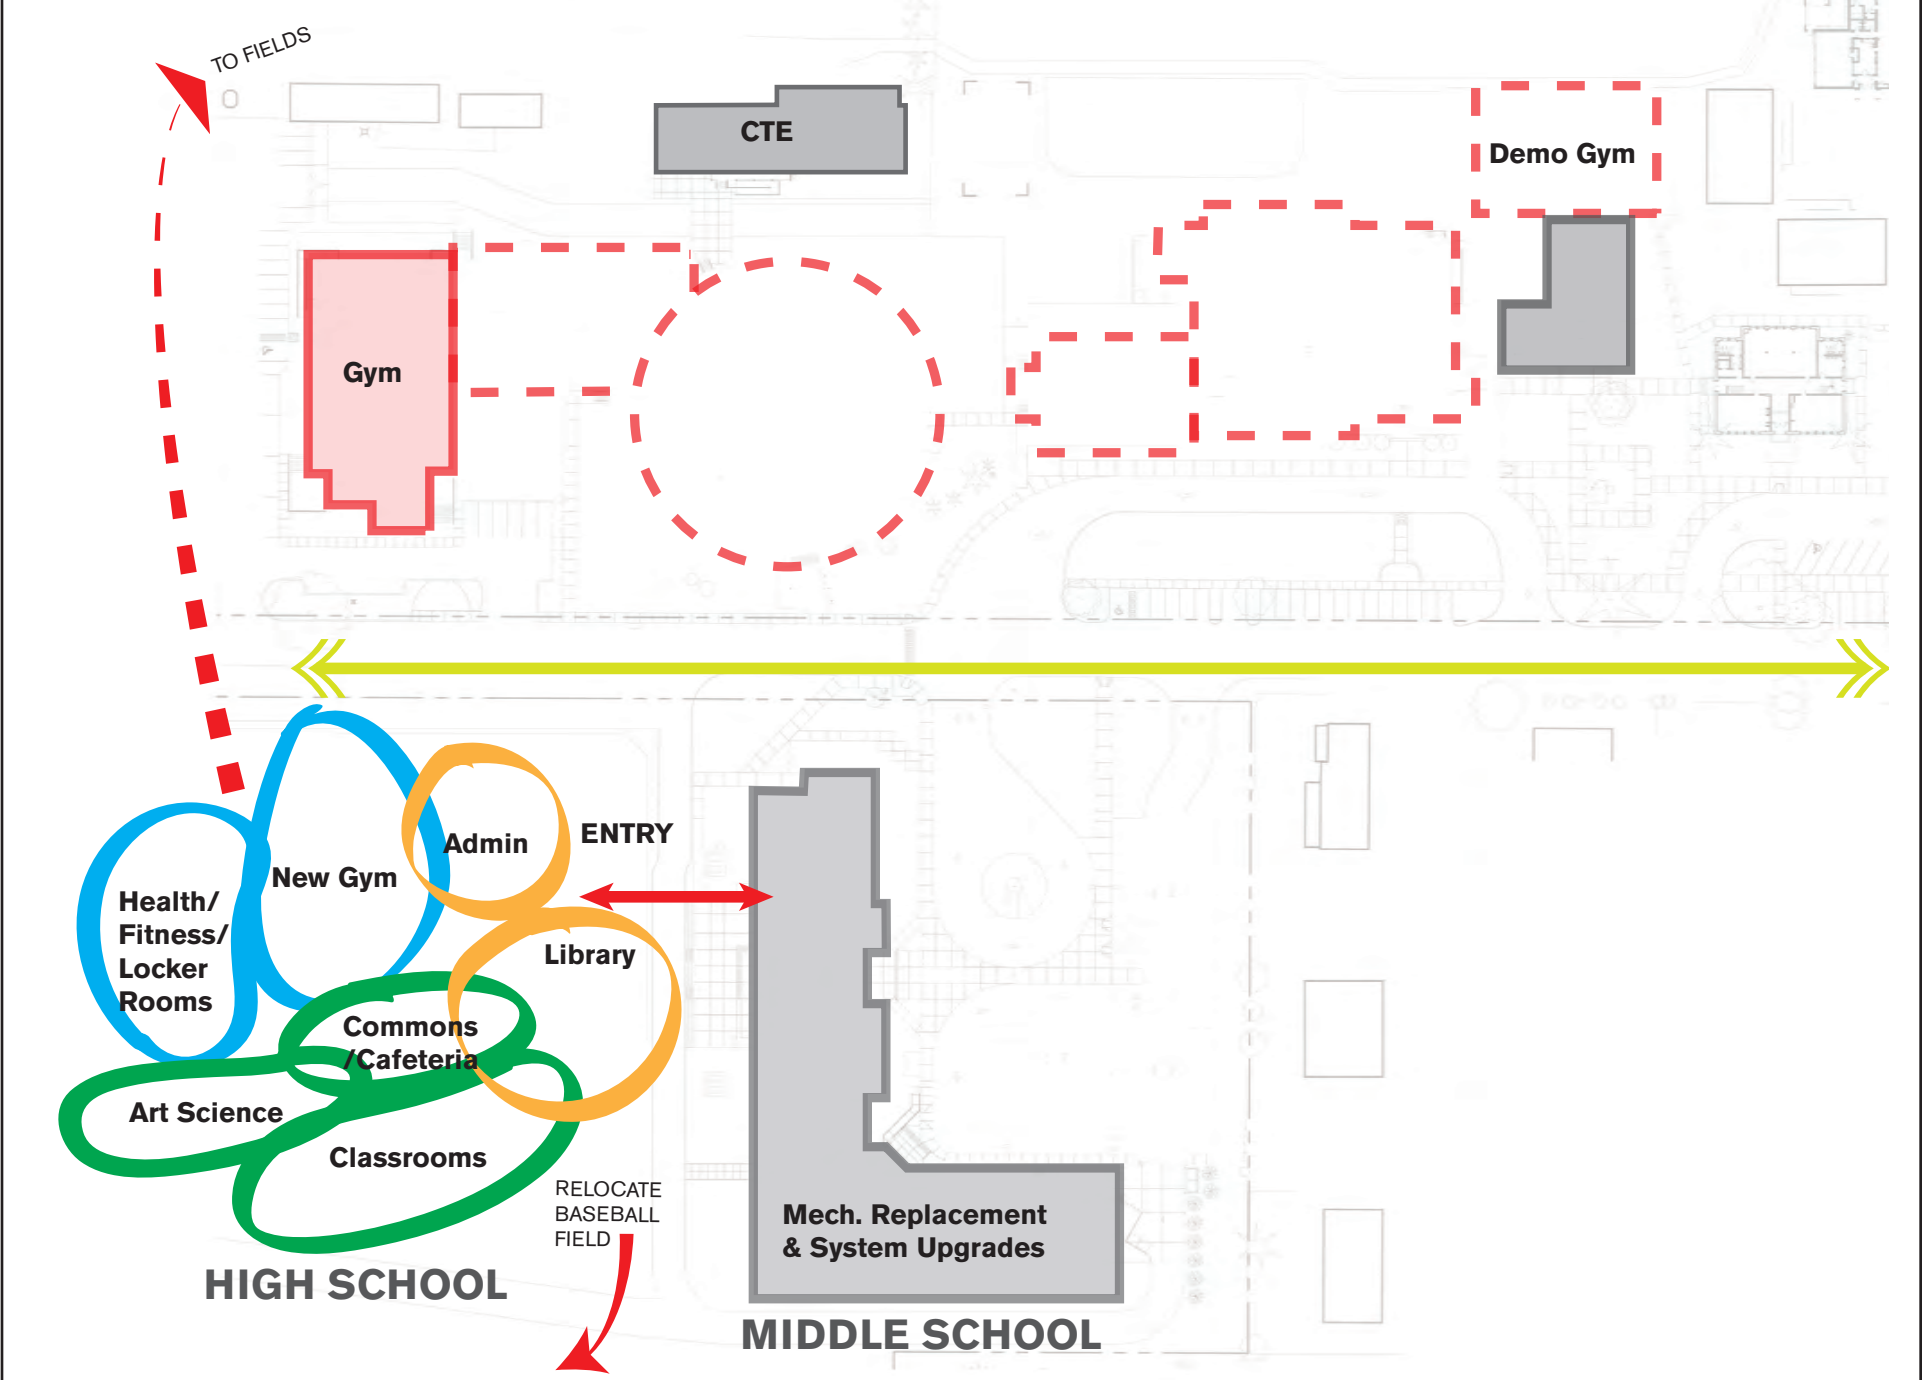 TO FIELDS
CTE
Demo Gym
Gym
Admin
ENTRY
New Gym
Health/
Fitness/
Locker
Rooms
Library
Commons
/Cafeteria
Art Science
Classrooms
RELOCATE
BASEBALL
FIELD
Mech. Replacement
& System Upgrades
HIGH SCHOOL
MIDDLE SCHOOL